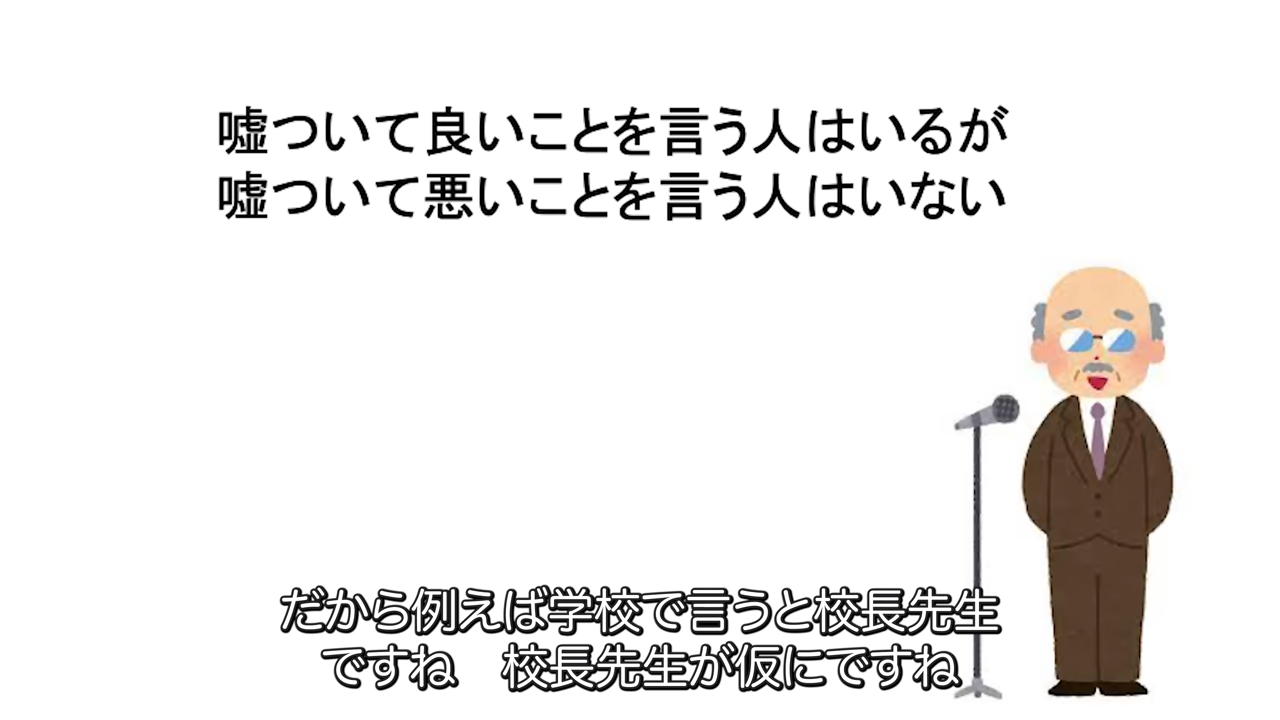 嘘ついて良いことを言う人はいるが
嘘ついて悪いことを言う人はいない
だから例えば学校で言うと校長先生
ですね　校長先生が仮にですね